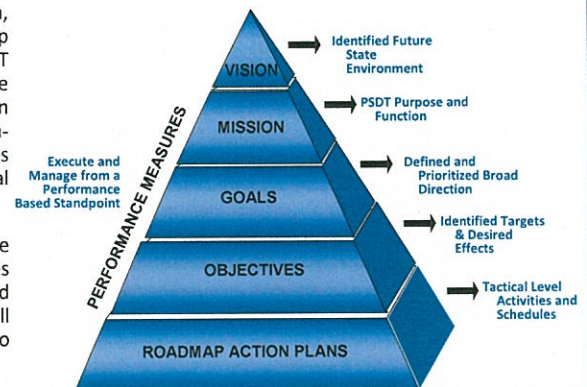 VISION
Identified Future
State
Environment
MISSION
PSDT Purpose and
Function
PERFORMANCE MEASURES
Execute and
Manage from a
Performance
Based Standpoint
GOALS
Defined and
Prioritized Broad
Direction
OBJECTIVES
Identified Targets
& Desired
Effects
ROADMAP ACTION PLANS
Tactical Level
Activities and
Schedules